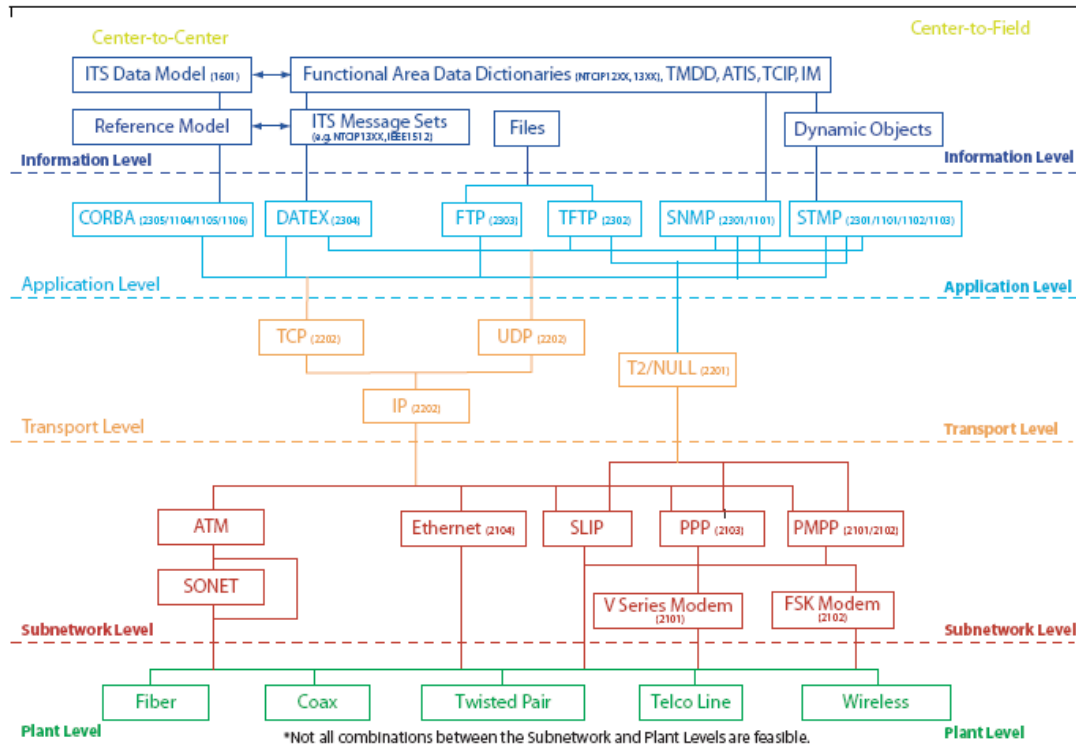 Center-to-Center
Center-to-Field
ITS Data Model (1601)
Functional Area Data Dictionaries (NTCIP12XX, 13XX), TMDD, ATIS, TCIP, IM
Reference Model
ITS Message Sets
(e.g. NTCIP13XX, IEEE1512)
Files
Dynamic Objects
Information Level
Information Level
CORBA (2305/1104/1105/1106)
DATEX (2304)
FTP (2303)
TFTP (2302)
SNMP (2301/1101)
STMP (2301/1101/1102/1103)
Application Level
Application Level
TCP (2202)
UDP (2202)
T2/NULL (2201)
IP (2202)
Transport Level
Transport Level
ATM
Ethernet (2104)
SLIP
PPP (2103)
PMPP (2101/2102)
SONET
V Series Modem
(2101)
FSK Modem
(2102)
Subnetwork Level
Subnetwork Level
Fiber
Coax
Twisted Pair
Telco Line
Wireless
Plant Level
Plant Level
*Not all combinations between the Subnetwork and Plant Levels are feasible.